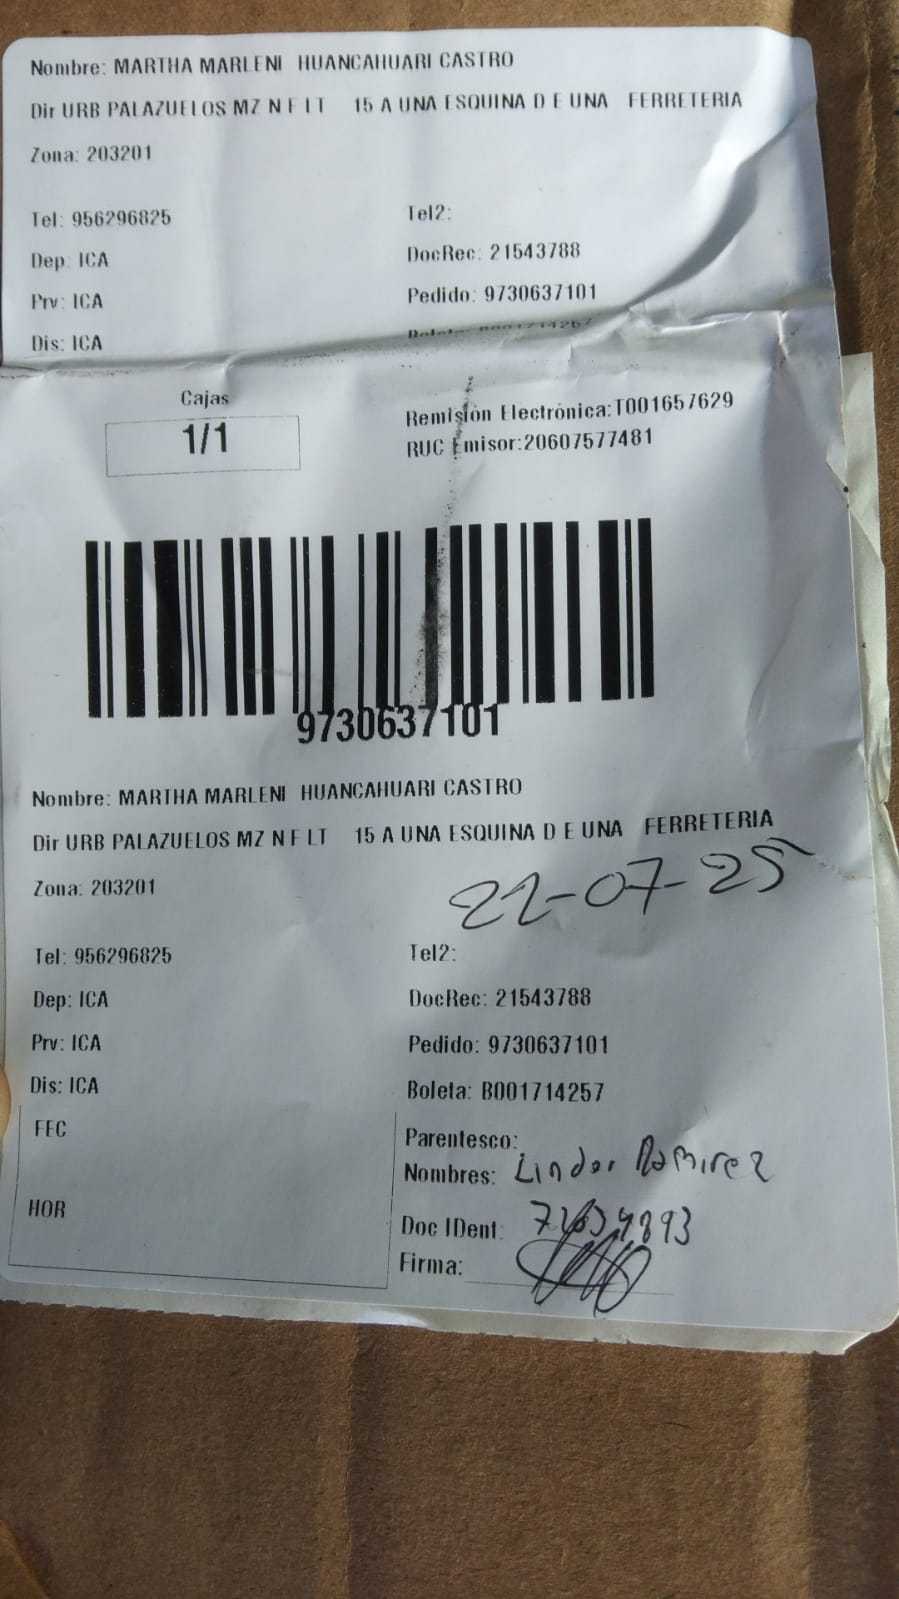 Nombre: MARTHA MARLENI HUANCAHUARI CASTRO
Dir URB PALAZUELOS MZ N F LT 15 A UNA ESQUINA D E UNA FERRETERIA
Zona: 203201
Tel: 956296825 Tel2:
Dep: ICA DocRec: 21543788
Prv: ICA Pedido: 9730637101
Dis: ICA Boleta: B001714257
Cajas
1/1
Remisión Electrónica:T001657629
RUC Emisor:20607577481
9730637101
Nombre: MARTHA MARLENI HUANCAHUARI CASTRO
Dir URB PALAZUELOS MZ N F LT 15 A UNA ESQUINA D E UNA FERRETERIA
Zona: 203201
22-07-25
Tel: 956296825 Tel2:
Dep: ICA DocRec: 21543788
Prv: ICA Pedido: 9730637101
Dis: ICA Boleta: B001714257
FEC
Parentesco:
Nombres: Lindor Ramirez
HOR
Doc IDent:
Firma: